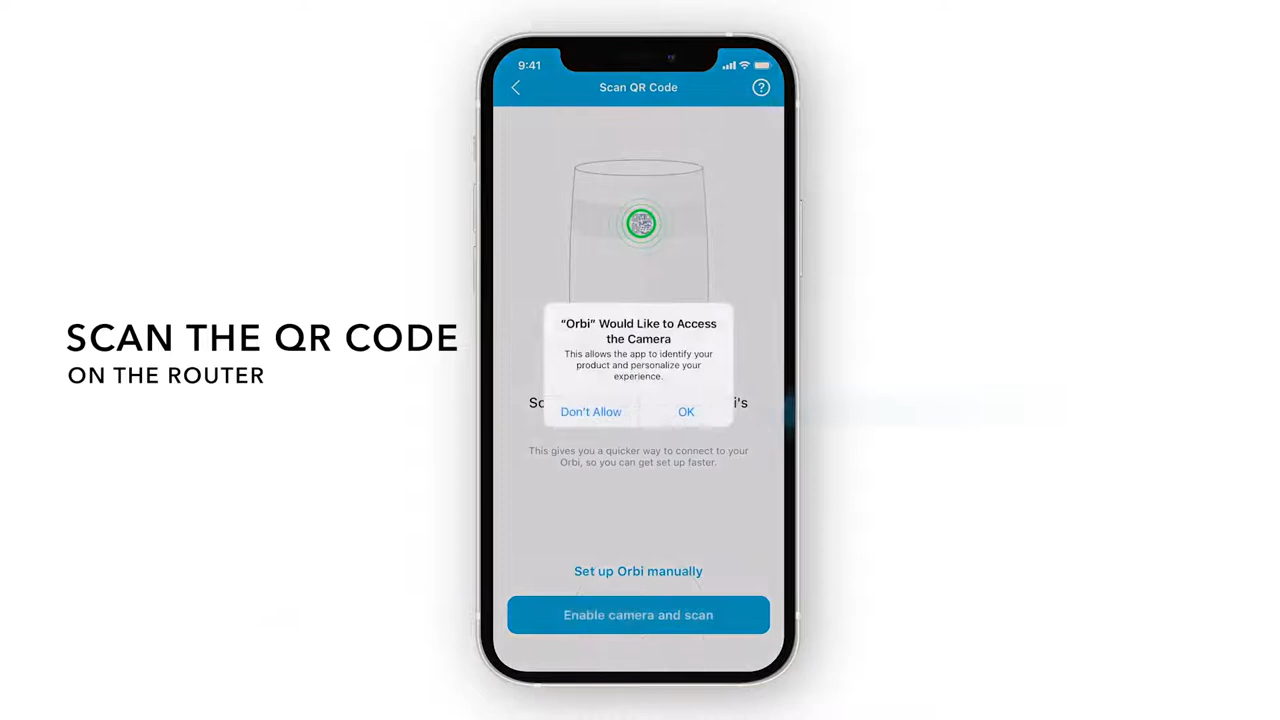 9:41
Scan QR Code
?
SCAN THE QR CODE
ON THE ROUTER
“Orbi” Would Like to Access
the Camera
This allows the app to identify your
product and personalize your
experience.
Don't Allow
OK
This gives you a quicker way to connect to your
Orbi, so you can get set up faster.
Set up Orbi manually
Enable camera and scan